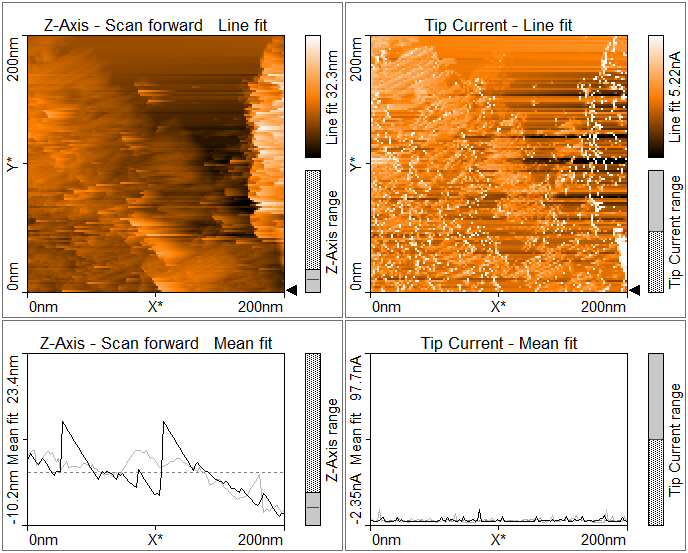 Z-Axis - Scan forward Line fit
200nm
Y*
0nm
0nm
X*
200nm
Line fit 32.3nm
Z-Axis range
Tip Current - Line fit
200nm
Y*
0nm
0nm
X*
200nm
Line fit 5.22nA
Tip Current range
Z-Axis - Scan forward Mean fit
-10.2nm Mean fit 23.4nm
0nm
X*
200nm
Z-Axis range
Tip Current - Mean fit
-2.35nA Mean fit 97.7nA
0nm
X*
200nm
Tip Current range